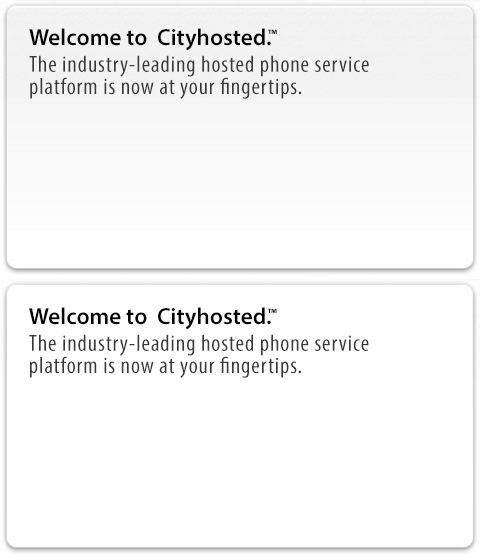 Welcome to Cityhosted.™
The industry-leading hosted phone service
platform is now at your fingertips.
Welcome to Cityhosted.™
The industry-leading hosted phone service
platform is now at your fingertips.